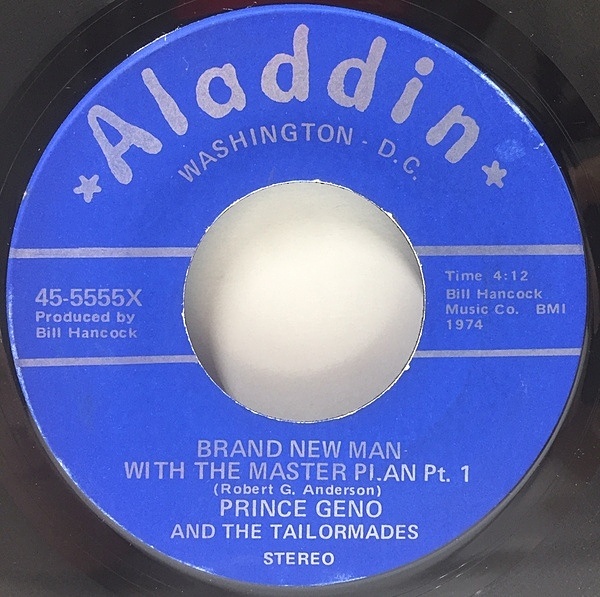 Aladdin
WASHINGTON - D.C.
45-5555X
Produced by
Bill Hancock
Time 4:12
Bill Hancock
Music Co. BMI
1974
BRAND NEW MAN
WITH THE MASTER PLAN Pt. 1
(Robert G. Anderson)
PRINCE GENO
AND THE TAILORMADES
STEREO